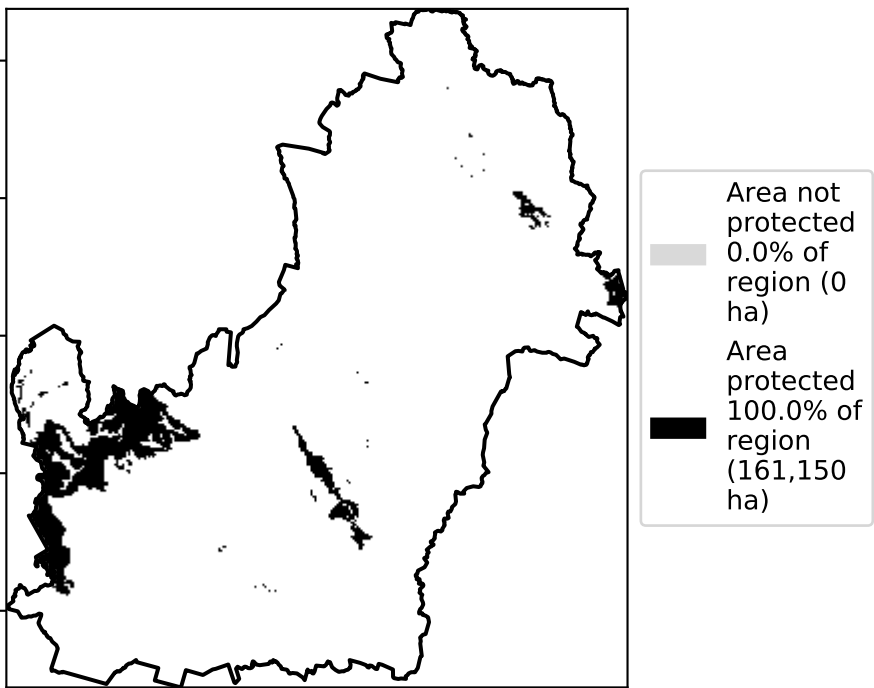 Area not
protected
0.0% of
region (0
ha)
Area
protected
100.0% of
region
(161,150
ha)